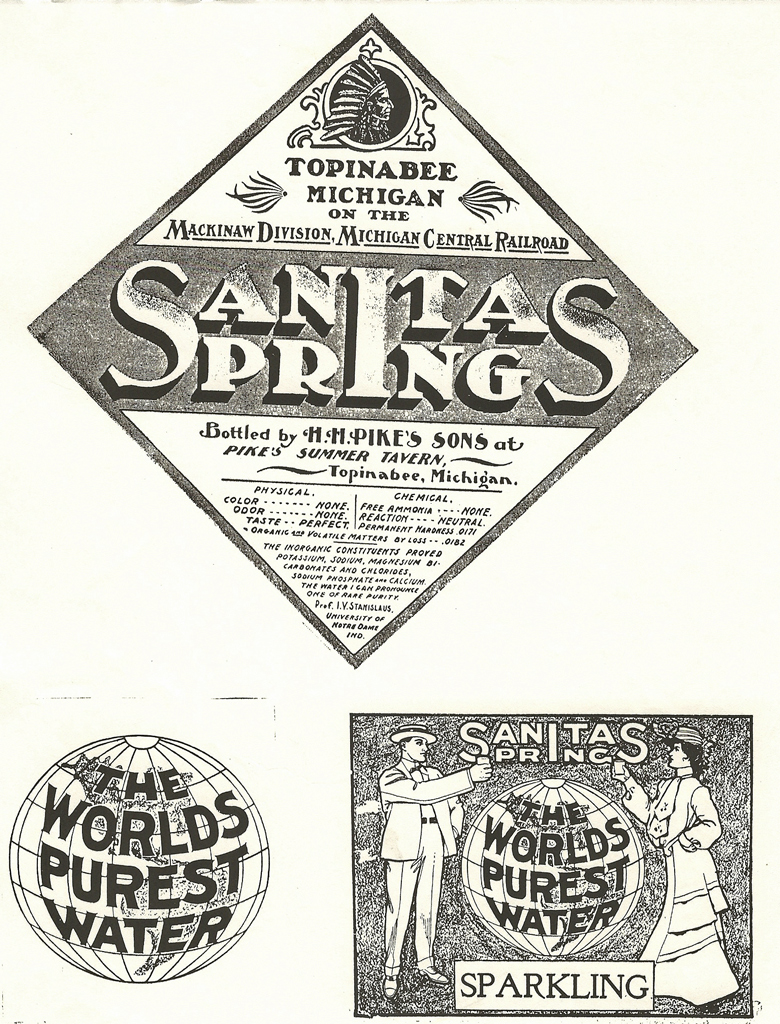 TOPINABEE
MICHIGAN
ON THE
MACKINAW DIVISION, MICHIGAN CENTRAL RAILROAD
SANITAS
SPRINGS
Bottled by H.H.PIKE'S SONS at
PIKE'S SUMMER TAVERN,
Topinabee, Michigan.
PHYSICAL.
COLOR ------- NONE.
ODOR ------- NONE.
TASTE -- PERFECT.
CHEMICAL.
FREE AMMONIA ---- NONE.
REACTION ---- NEUTRAL.
PERMANENT HARDNESS .0171
ORGANIC AND VOLATILE MATTERS BY LOSS -- .0182
THE INORGANIC CONSTITUENTS PROVED
POTASSIUM, SODIUM, MAGNESIUM BI-
CARBONATES AND CHLORIDES,
SODIUM PHOSPHATE AND CALCIUM.
THE WATER I CAN PRONOUNCE
ONE OF RARE PURITY.
Prof. I.V. STANISLAUS,
UNIVERSITY OF
NOTRE DAME
IND.
THE
WORLDS
PUREST
WATER
SANITAS
SPRINGS
THE
WORLDS
PUREST
WATER
SPARKLING